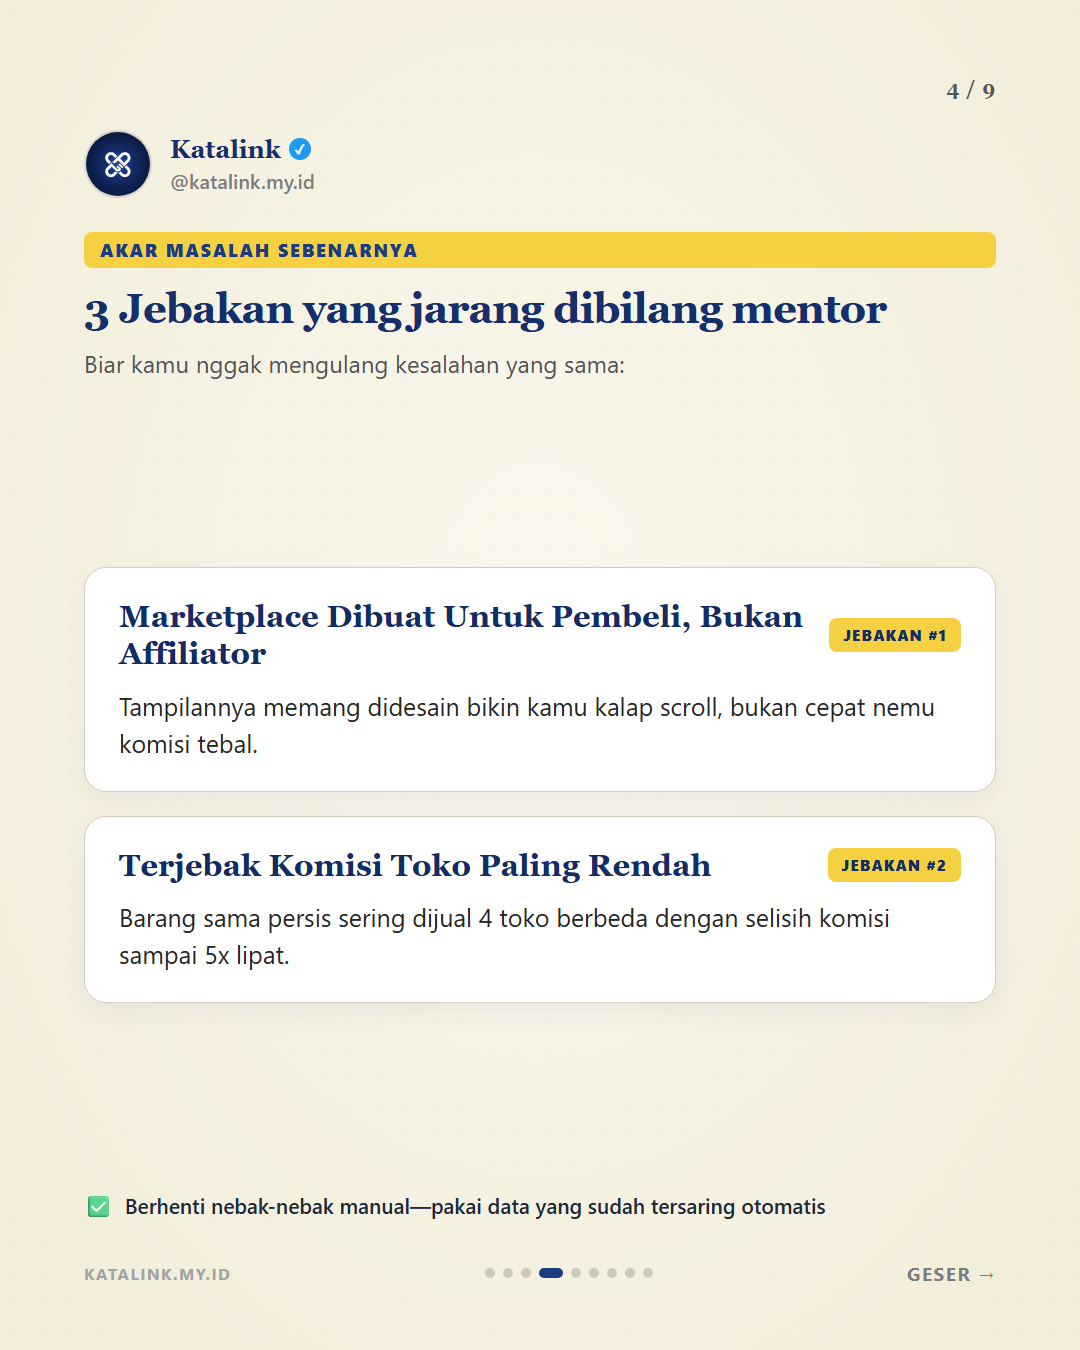 4 / 9
Katalink
@katalink.my.id
AKAR MASALAH SEBENARNYA
3 Jebakan yang jarang dibilang mentor
Biar kamu nggak mengulang kesalahan yang sama:
Marketplace Dibuat Untuk Pembeli, Bukan
Affiliator
JEBAKAN #1
Tampilannya memang didesain bikin kamu kalap scroll, bukan cepat nemu
komisi tebal.
Terjebak Komisi Toko Paling Rendah
JEBAKAN #2
Barang sama persis sering dijual 4 toko berbeda dengan selisih komisi
sampai 5x lipat.
✅ Berhenti nebak-nebak manual—pakai data yang sudah tersaring otomatis
KATALINK.MY.ID
GESER →